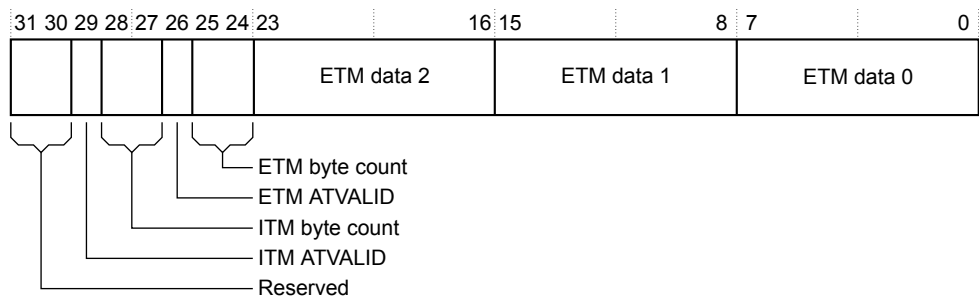 31 30 29 28 27 26 25 24 23 16 15 8 7 0
ETM data 2 ETM data 1 ETM data 0
ETM byte count
ETM ATVALID
ITM byte count
ITM ATVALID
Reserved